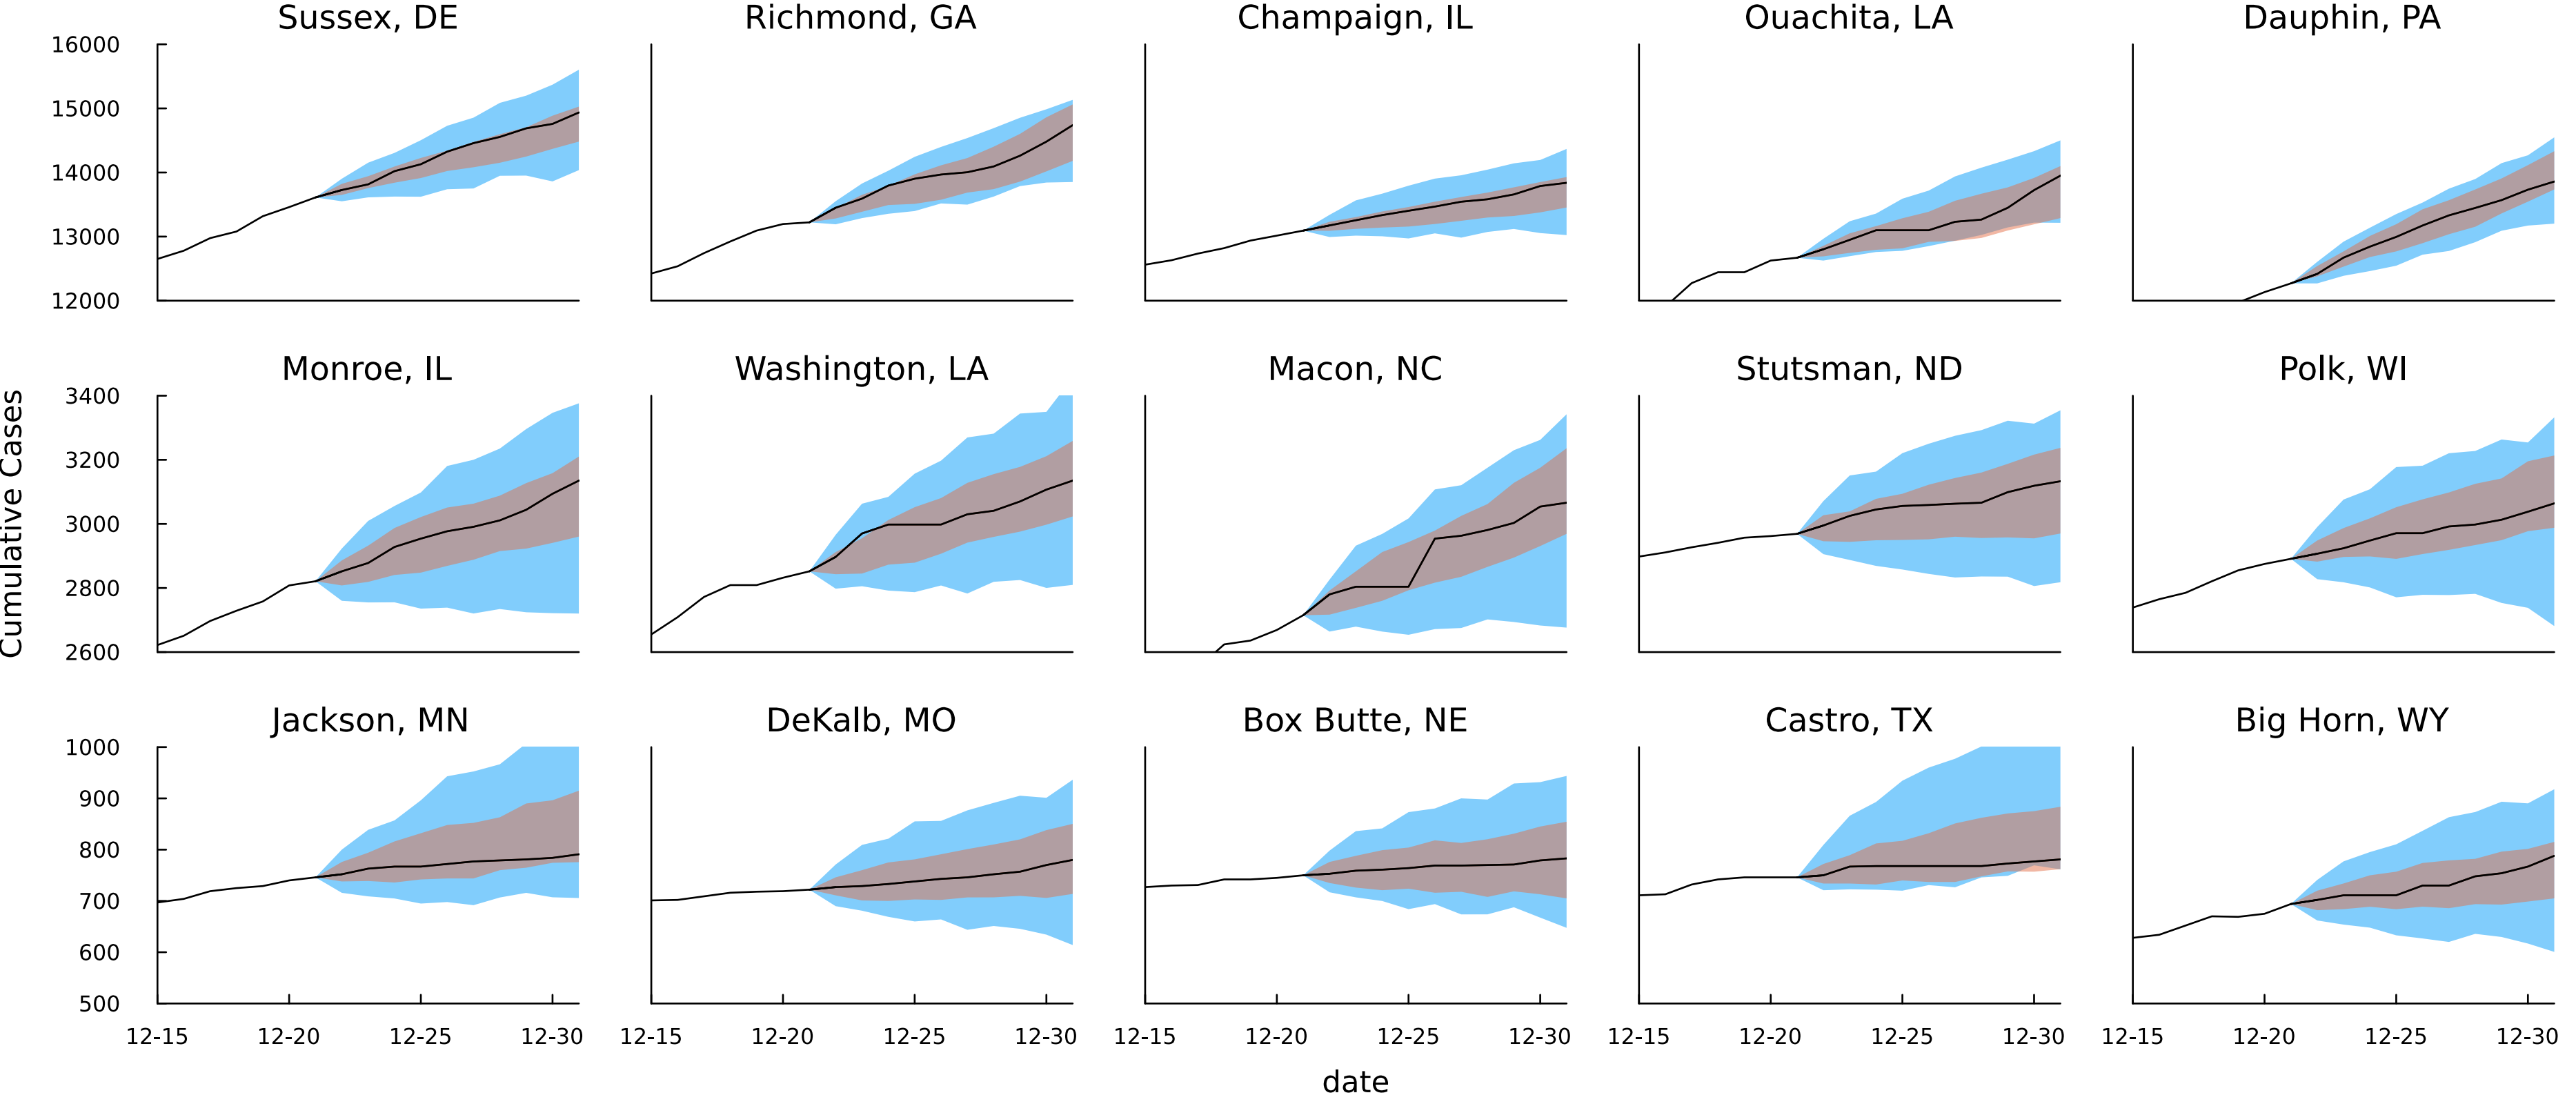 Sussex, DE
Richmond, GA
Champaign, IL
Ouachita, LA
Dauphin, PA
16000
15000
14000
13000
12000
Monroe, IL
Washington, LA
Macon, NC
Stutsman, ND
Polk, WI
Cumulative Cases
3400
3200
3000
2800
2600
Jackson, MN
DeKalb, MO
Box Butte, NE
Castro, TX
Big Horn, WY
1000
900
800
700
600
500
12-15 12-20 12-25 12-30
12-15 12-20 12-25 12-30
12-15 12-20 12-25 12-30
12-15 12-20 12-25 12-30
12-15 12-20 12-25 12-30
date